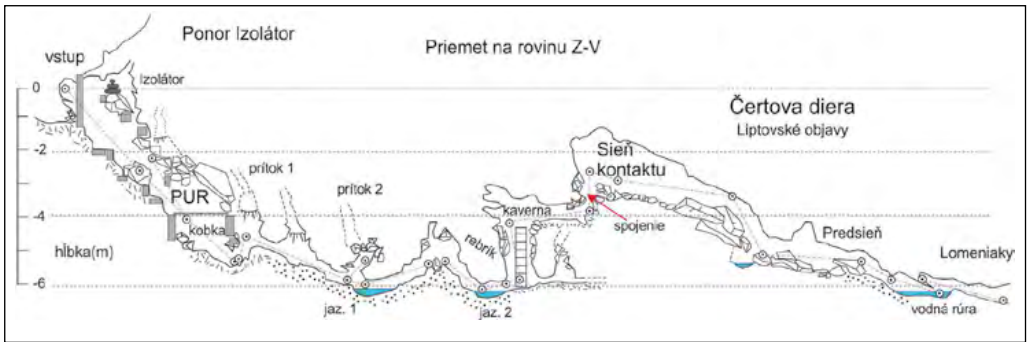 Ponor Izolátor
Priemet na rovinu Z-V
vstup
Izolátor
0
Čertova diera
Liptovské objavy
-2
Sieň
kontaktu
prítok 1
PUR
prítok 2
kaverna
-4
spojenie
kobka
rebrík
Predsieň
hĺbka(m)
Lomeniaky
-6
jaz. 1
jaz. 2
vodná rúra